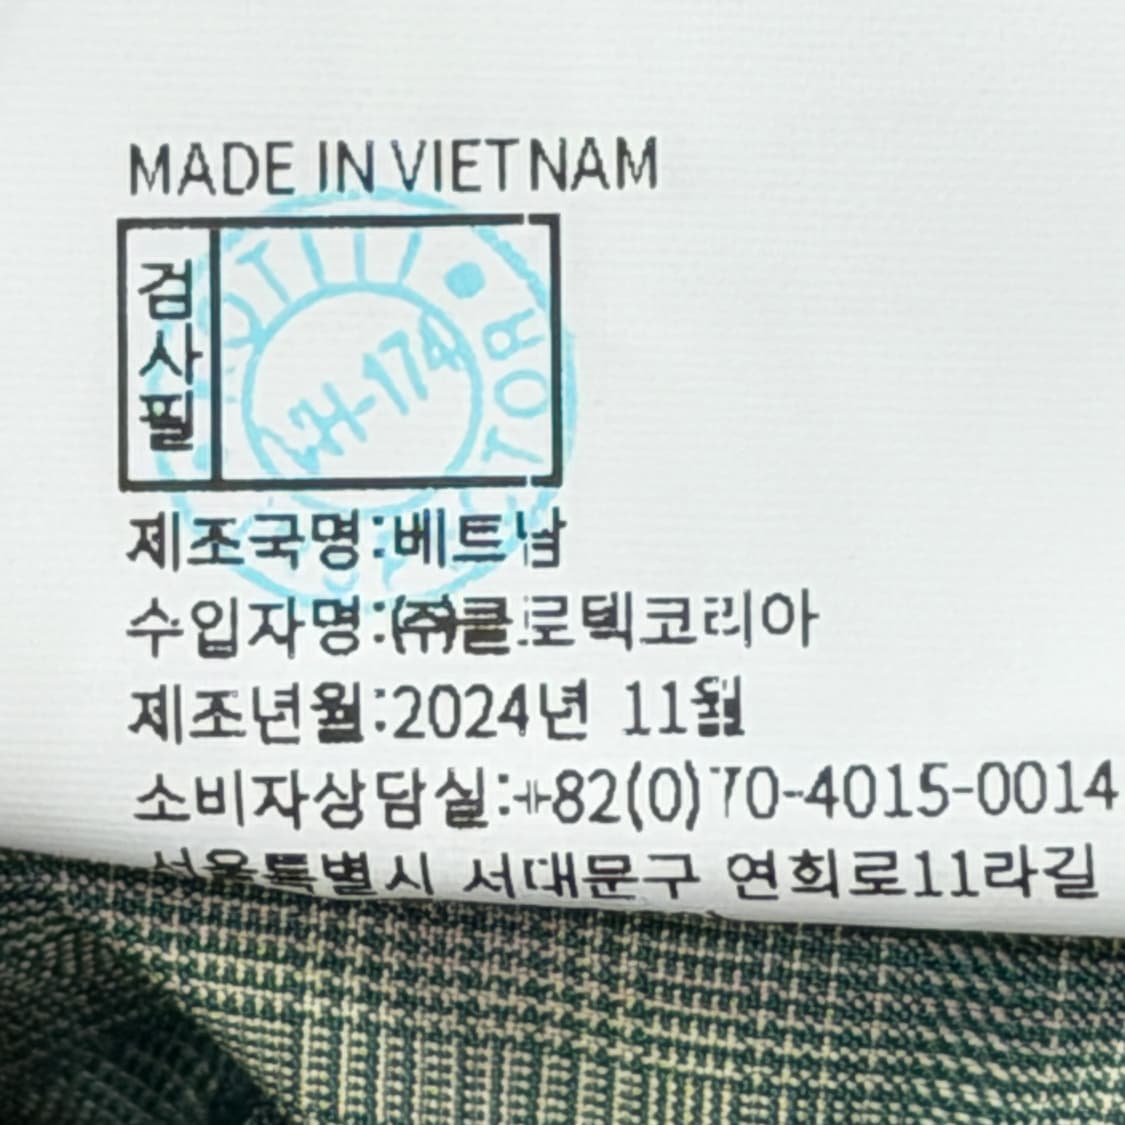 MADE IN VIETNAM
검사필
제조국명:베트남
수입자명:(주)클로텍코리아
제조년월:2024년 11월
소비자상담실:+82(0)70-4015-0014
서울특별시 서대문구 연희로11라길